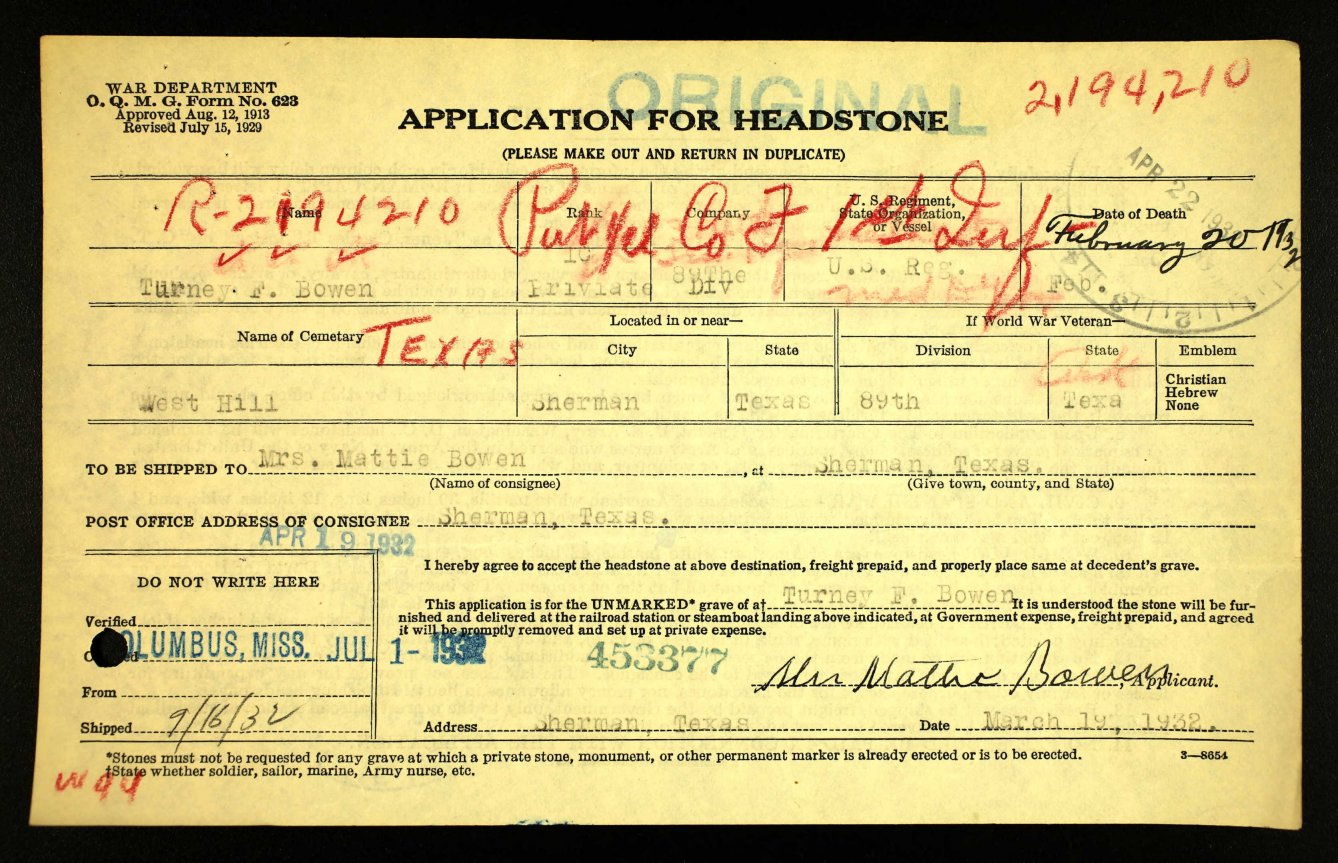 WAR DEPARTMENT
O. Q. M. G. Form No. 623
Approved Aug. 12, 1913
Revised July 15, 1929
ORIGINAL
2,194,210
APPLICATION FOR HEADSTONE
(PLEASE MAKE OUT AND RETURN IN DUPLICATE)
APR 22
Name
Rank
Company
U. S. Regiment,
State Organization,
or Vessel
Date of Death
R-2194210
Co F
February 20 1932
Turney F. Bowen
Priviate
89The
Div
U.S. Reg.
Feb.
Name of Cemetary
TEXAS
Located in or near—
If World War Veteran—
City
State
Division
State
Emblem
West Hill
Sherman
Texas
89th
Texa
Christian
Hebrew
None
TO BE SHIPPED TO Mrs. Mattie Bowen, at Sherman, Texas.
(Name of consignee)
(Give town, county, and State)
POST OFFICE ADDRESS OF CONSIGNEE Sherman, Texas.
APR 19 1932
DO NOT WRITE HERE
I hereby agree to accept the headstone at above destination, freight prepaid, and properly place same at decedent's grave.
This application is for the UNMARKED* grave of a† Turney F. Bowen It is understood the stone will be fur-
nished and delivered at the railroad station or steamboat landing above indicated, at Government expense, freight prepaid, and agreed
it will be promptly removed and set up at private expense.
Verified
OLUMBUS, MISS. JUL 1- 1932
453377
Mrs Mattie Bowen, Applicant.
From
Shipped 9/16/32
Address Sherman, Texas
Date March 19, 1932.
*Stones must not be requested for any grave at which a private stone, monument, or other permanent marker is already erected or is to be erected.
3—8654
†State whether soldier, sailor, marine, Army nurse, etc.